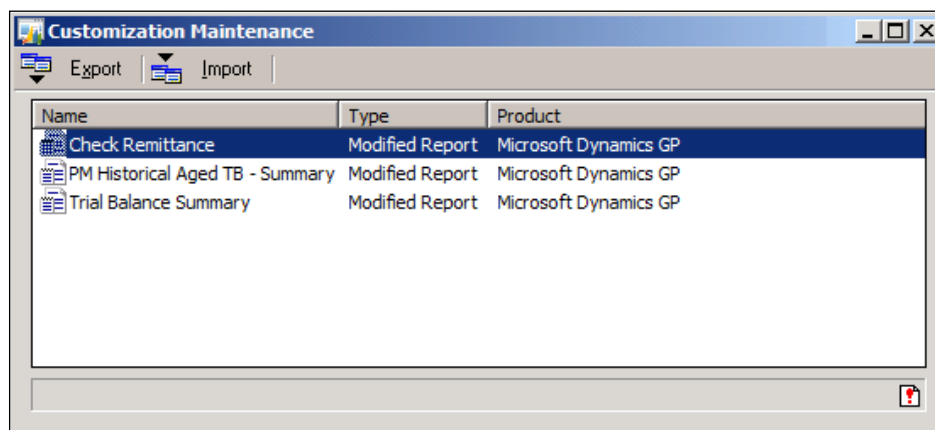 Customization Maintenance
Export Import
Name Type Product
Check Remittance Modified Report Microsoft Dynamics GP
PM Historical Aged TB - Summary Modified Report Microsoft Dynamics GP
Trial Balance Summary Modified Report Microsoft Dynamics GP